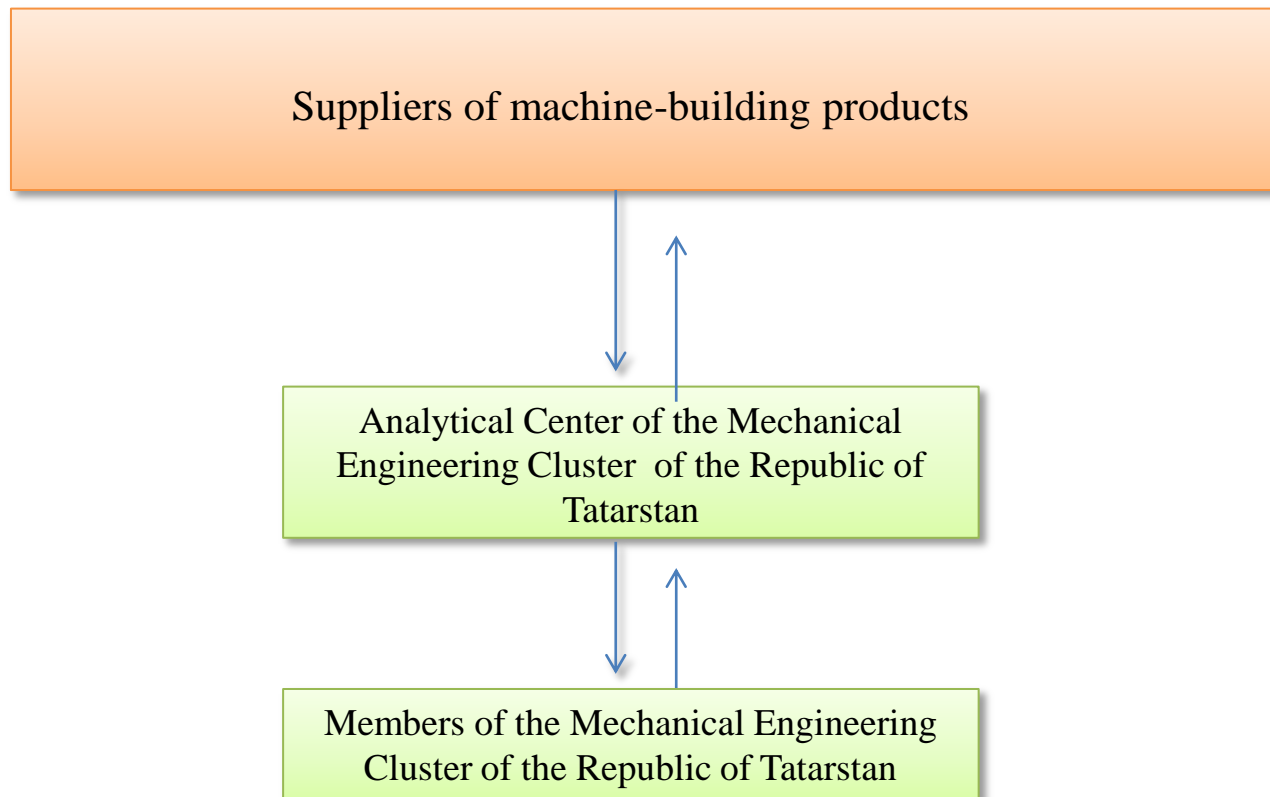 Suppliers of machine-building products
Analytical Center of the Mechanical
Engineering Cluster  of the Republic of
Tatarstan
Members of the Mechanical Engineering
Cluster of the Republic of Tatarstan